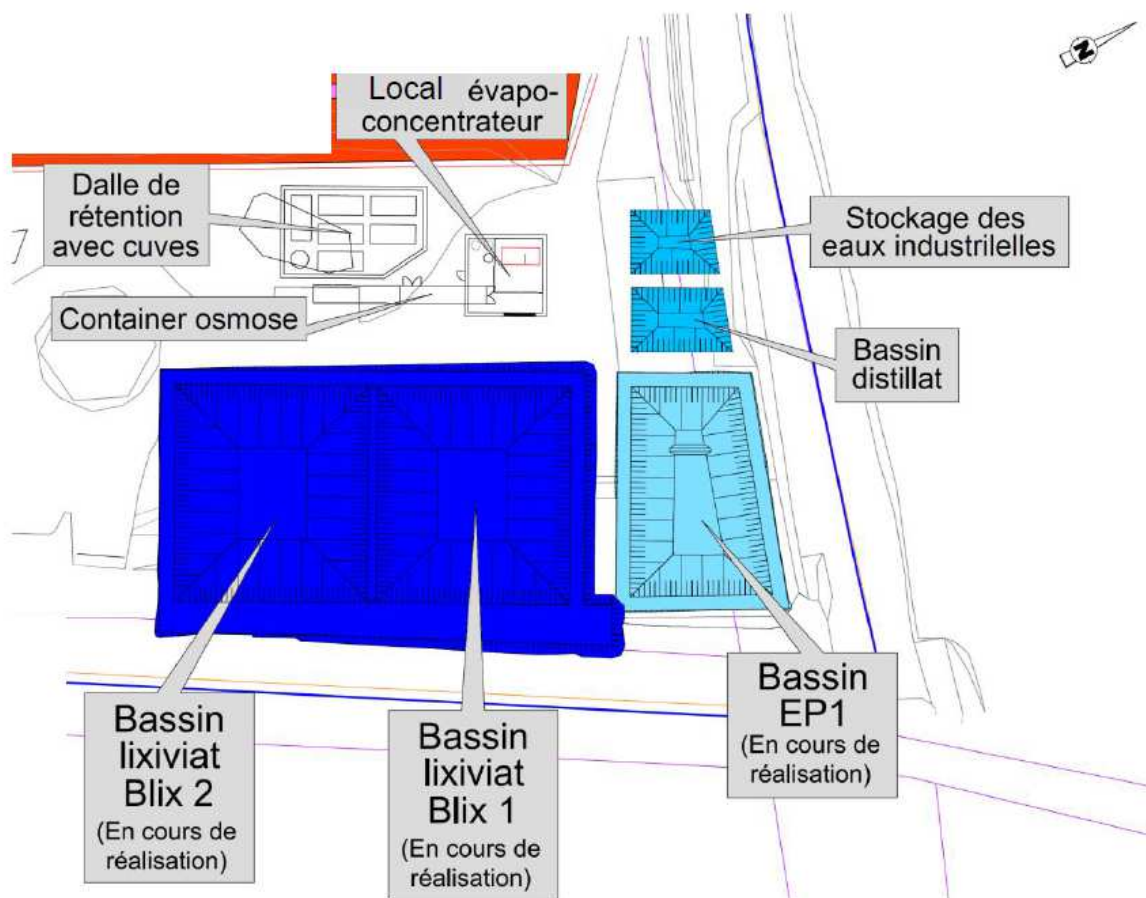 N
Local évapo-
concentrateur
Dalle de
rétention
avec cuves
Stockage des
eaux industrilelles
Container osmose
Bassin
distillat
Bassin
lixiviat
Blix 2
(En cours de
réalisation)
Bassin
lixiviat
Blix 1
(En cours de
réalisation)
Bassin
EP1
(En cours de
réalisation)